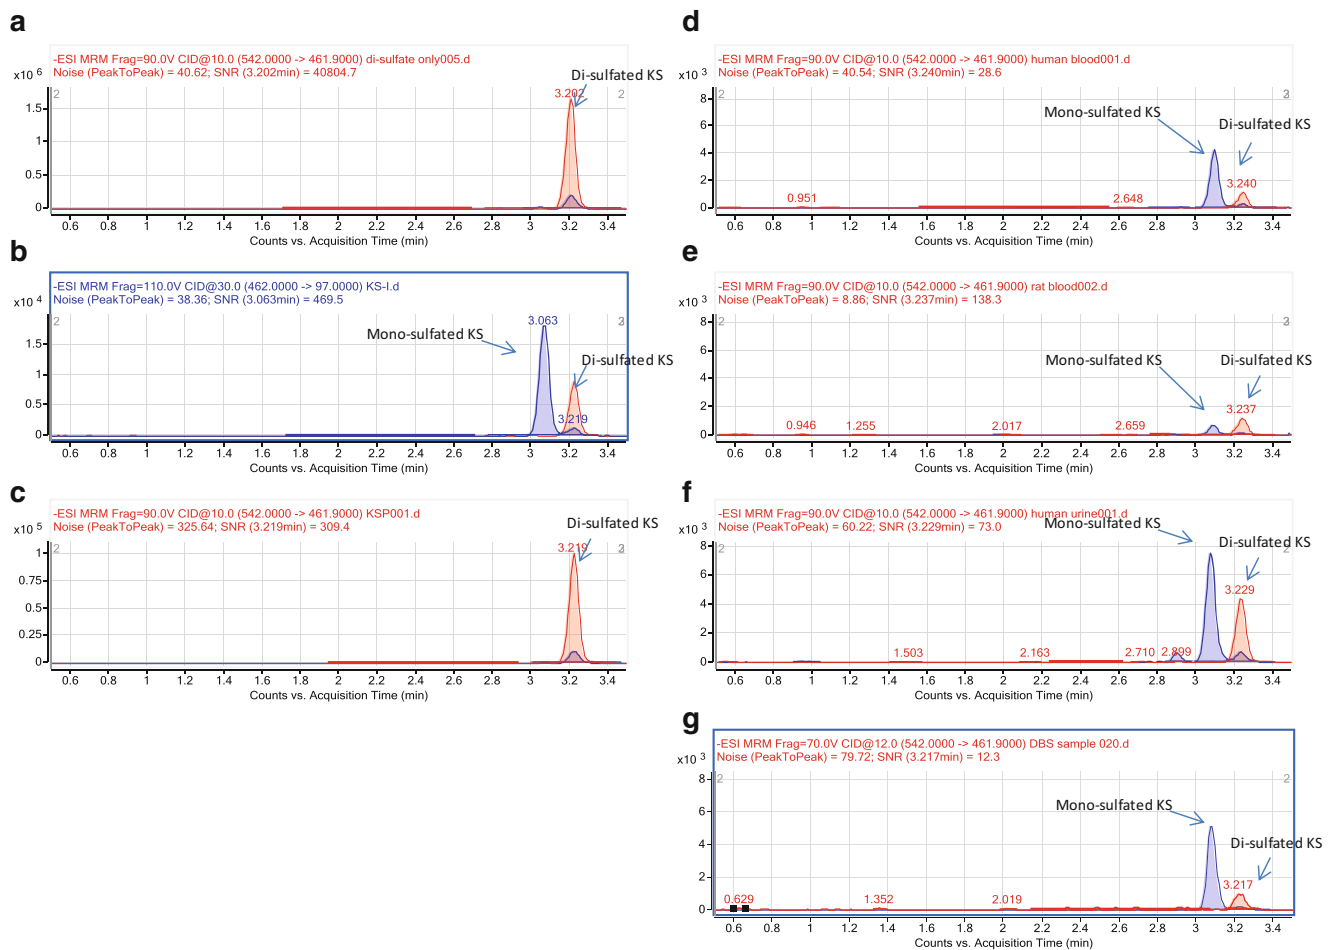 a
-ESI MRM Frag=90.0V CID@10.0 (542.0000 -> 461.9000) di-sulfate only005.d
x10 6 Noise (PeakToPeak) = 40.62; SNR (3.202min) = 40804.7
Di-sulfated KS
2 3.202 2
1.5
1
0.5
0
0.6 0.8 1 1.2 1.4 1.6 1.8 2 2.2 2.4 2.6 2.8 3 3.2 3.4
Counts vs. Acquisition Time (min)
b
-ESI MRM Frag=110.0V CID@30.0 (462.0000 -> 97.0000) KS-I.d
x10 4 Noise (PeakToPeak) = 38.36; SNR (3.063min) = 469.5
2 3.063
Mono-sulfated KS
Di-sulfated KS
3.219
1.5
1
0.5
0
0.6 0.8 1 1.2 1.4 1.6 1.8 2 2.2 2.4 2.6 2.8 3 3.2 3.4
Counts vs. Acquisition Time (min)
c
-ESI MRM Frag=90.0V CID@10.0 (542.0000 -> 461.9000) KSP001.d
x10 5 Noise (PeakToPeak) = 325.64; SNR (3.219min) = 309.4
Di-sulfated KS
2 3.219
1
0.75
0.5
0.25
0
0.6 0.8 1 1.2 1.4 1.6 1.8 2 2.2 2.4 2.6 2.8 3 3.2 3.4
Counts vs. Acquisition Time (min)
d
-ESI MRM Frag=90.0V CID@10.0 (542.0000 -> 461.9000) human blood001.d
x10 3 Noise (PeakToPeak) = 40.54; SNR (3.240min) = 28.6
2
Mono-sulfated KS
Di-sulfated KS
8
6
4
2
0
0.951 2.648 3.240
0.6 0.8 1 1.2 1.4 1.6 1.8 2 2.2 2.4 2.6 2.8 3 3.2 3.4
Counts vs. Acquisition Time (min)
e
-ESI MRM Frag=90.0V CID@10.0 (542.0000 -> 461.9000) rat blood002.d
x10 3 Noise (PeakToPeak) = 8.86; SNR (3.237min) = 138.3
2
Mono-sulfated KS
Di-sulfated KS
8
6
4
2
0
0.946 1.255 2.017 2.659 3.237
0.6 0.8 1 1.2 1.4 1.6 1.8 2 2.2 2.4 2.6 2.8 3 3.2 3.4
Counts vs. Acquisition Time (min)
f
-ESI MRM Frag=90.0V CID@10.0 (542.0000 -> 461.9000) human urine001.d
x10 3 Noise (PeakToPeak) = 60.22; SNR (3.229min) = 73.0
Mono-sulfated KS
Di-sulfated KS
2
8
6
4
2
0
1.503 2.163 2.710 2.899 3.229
0.6 0.8 1 1.2 1.4 1.6 1.8 2 2.2 2.4 2.6 2.8 3 3.2 3.4
Counts vs. Acquisition Time (min)
g
-ESI MRM Frag=70.0V CID@12.0 (542.0000 -> 461.9000) DBS sample 020.d
x10 3 Noise (PeakToPeak) = 79.72; SNR (3.217min) = 12.3
2 2
Mono-sulfated KS
Di-sulfated KS
8
6
4
2
0
0.629 1.352 2.019 3.217
0.6 0.8 1 1.2 1.4 1.6 1.8 2 2.2 2.4 2.6 2.8 3 3.2 3.4
Counts vs. Acquisition Time (min)